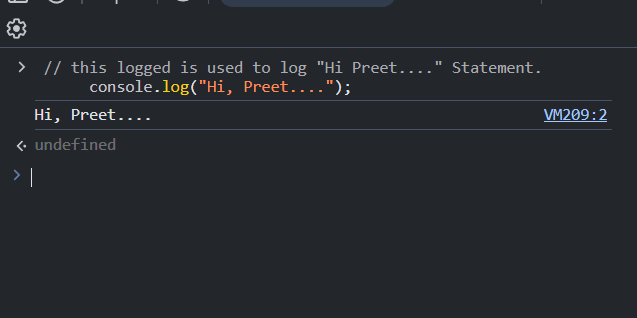 // this logged is used to log "Hi Preet...." Statement.
console.log("Hi, Preet....");
Hi, Preet.... VM209:2
undefined